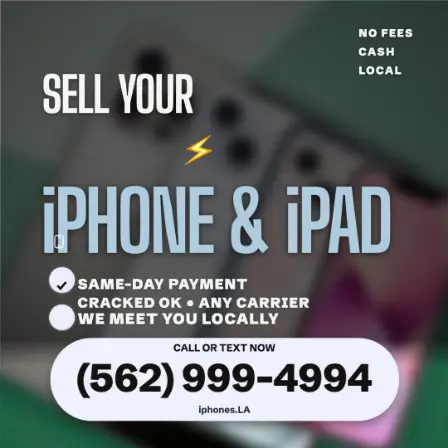 NO FEES
CASH
LOCAL
SELL YOUR
iPHONE & iPAD
SAME-DAY PAYMENT
CRACKED OK • ANY CARRIER
WE MEET YOU LOCALLY
CALL OR TEXT NOW
(562) 999-4994
iphones.LA